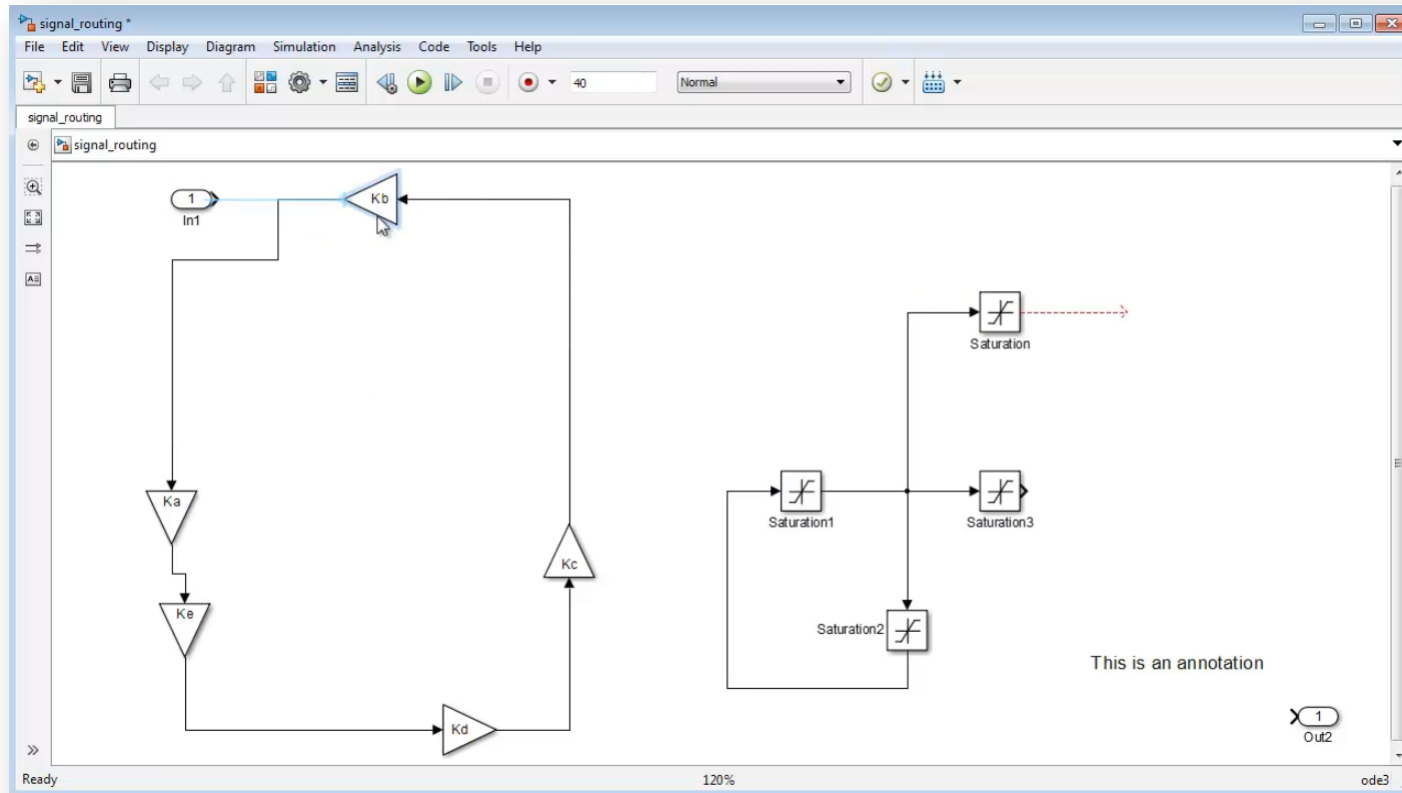 signal_routing *
File Edit View Display Diagram Simulation Analysis Code Tools Help
40 Normal
signal_routing
signal_routing
1
In1
Kb
Saturation
Ka
Saturation1
Saturation3
Kc
Ke
Saturation2
This is an annotation
Kd
1
Out2
Ready 120% ode3